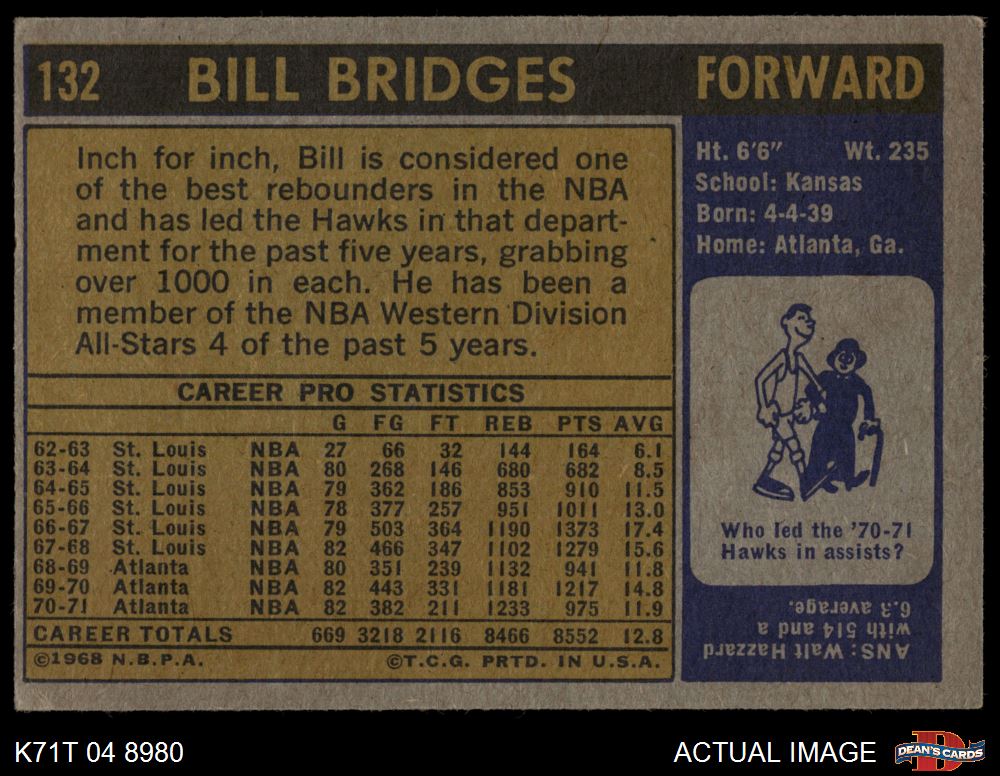 132 BILL BRIDGES FORWARD
Inch for inch, Bill is considered one
of the best rebounders in the NBA
and has led the Hawks in that depart-
ment for the past five years, grabbing
over 1000 in each. He has been a
member of the NBA Western Division
All-Stars 4 of the past 5 years.
CAREER PRO STATISTICS
G FG FT REB PTS AVG
62-63 St. Louis NBA 27 66 32 144 164 6.1
63-64 St. Louis NBA 80 268 146 680 682 8.5
64-65 St. Louis NBA 79 362 186 853 910 11.5
65-66 St. Louis NBA 78 377 257 951 1011 13.0
66-67 St. Louis NBA 79 503 364 1190 1373 17.4
67-68 St. Louis NBA 82 466 347 1102 1279 15.6
68-69 Atlanta NBA 80 351 239 1132 941 11.8
69-70 Atlanta NBA 82 443 331 1181 1217 14.8
70-71 Atlanta NBA 82 382 211 1233 975 11.9
CAREER TOTALS 669 3218 2116 8466 8552 12.8
©1968 N.B.P.A. ©T.C.G. PRTD. IN U.S.A.
Ht. 6'6" Wt. 235
School: Kansas
Born: 4-4-39
Home: Atlanta, Ga.
Who led the '70-71
Hawks in assists?
ANS: Walt Hazzard
with 514 and a
6.3 average.
K71T 04 8980
ACTUAL IMAGE
DEAN'S CARDS